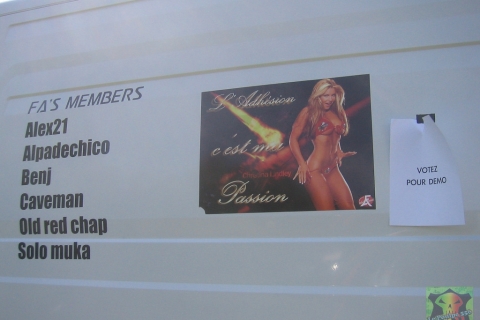 FA'S MEMBERS
Alex21
Alpadechico
Benj
Caveman
Old red chap
Solo muka
L'Adhésion
c'est ma
Passion
VOTEZ
POUR DEMO